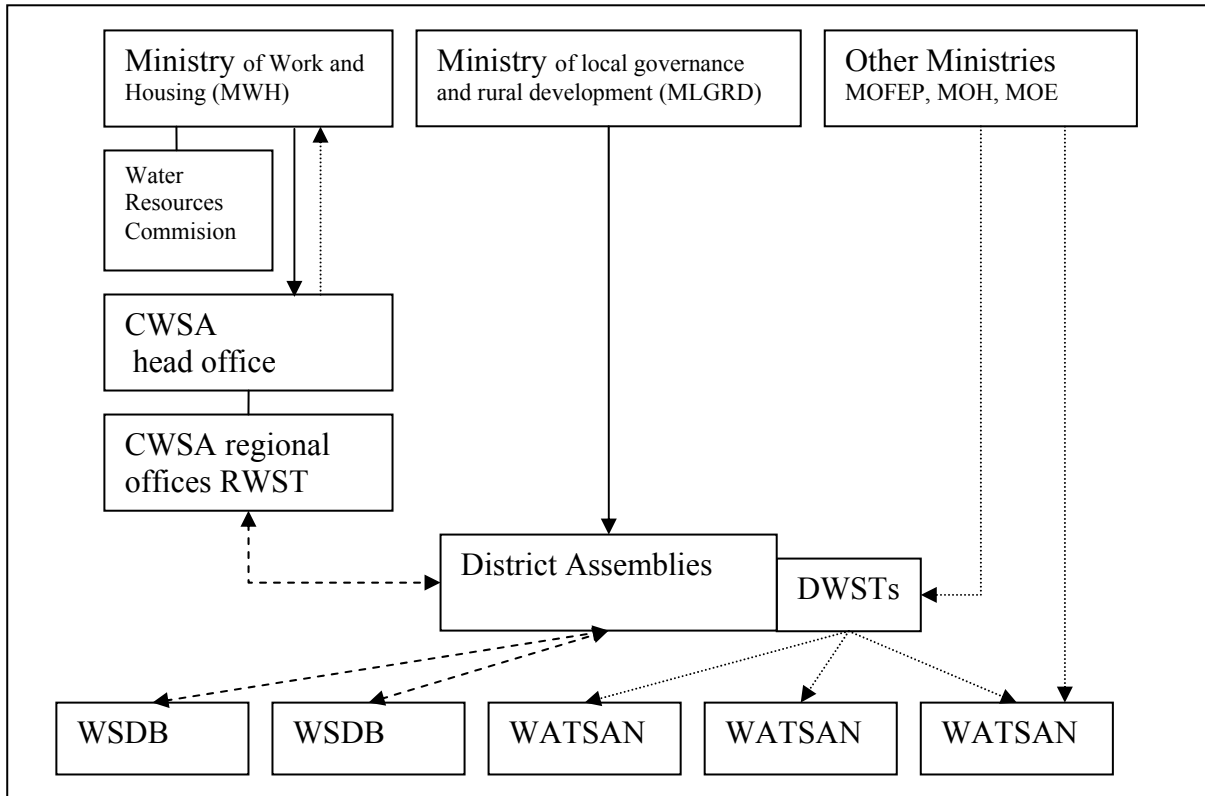 Ministry of Work and
Housing (MWH)
Ministry of local governance
and rural development (MLGRD)
Other Ministries
MOFEP, MOH, MOE
Water
Resources
Commision
CWSA
head office
CWSA regional
offices RWST
District Assemblies
DWSTs
WSDB
WSDB
WATSAN
WATSAN
WATSAN